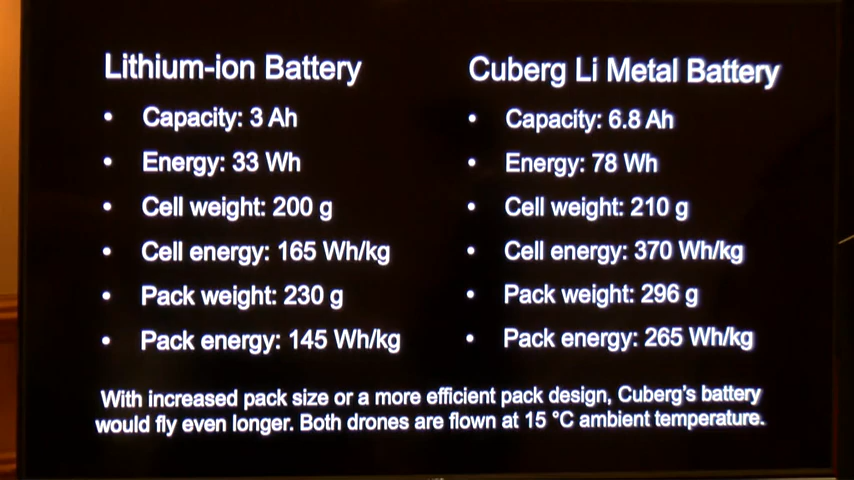 Lithium-ion Battery
• Capacity: 3 Ah
• Energy: 33 Wh
• Cell weight: 200 g
• Cell energy: 165 Wh/kg
• Pack weight: 230 g
• Pack energy: 145 Wh/kg
Cuberg Li Metal Battery
• Capacity: 6.8 Ah
• Energy: 78 Wh
• Cell weight: 210 g
• Cell energy: 370 Wh/kg
• Pack weight: 296 g
• Pack energy: 265 Wh/kg
With increased pack size or a more efficient pack design, Cuberg's battery
would fly even longer. Both drones are flown at 15 °C ambient temperature.